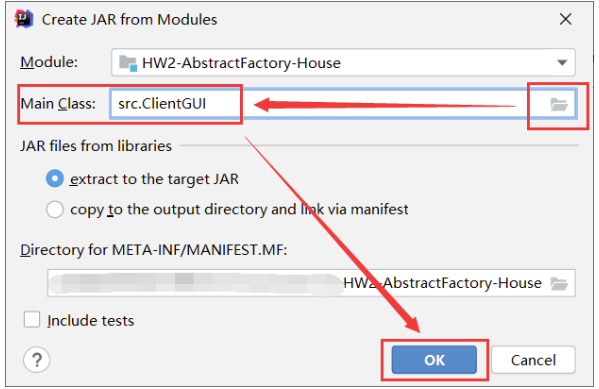 Create JAR from Modules
Module: HW2-AbstractFactory-House
Main Class: src.ClientGUI
JAR files from libraries
extract to the target JAR
copy to the output directory and link via manifest
Directory for META-INF/MANIFEST.MF:
HW2-AbstractFactory-House
Include tests
? OK Cancel